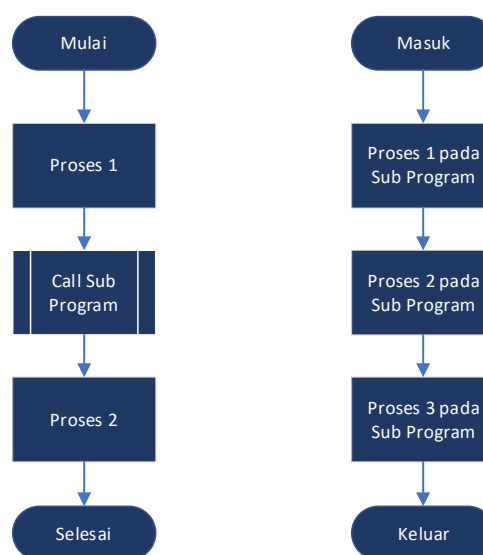 Mulai
Proses 1
Call Sub
Program
Proses 2
Selesai
Masuk
Proses 1 pada
Sub Program
Proses 2 pada
Sub Program
Proses 3 pada
Sub Program
Keluar